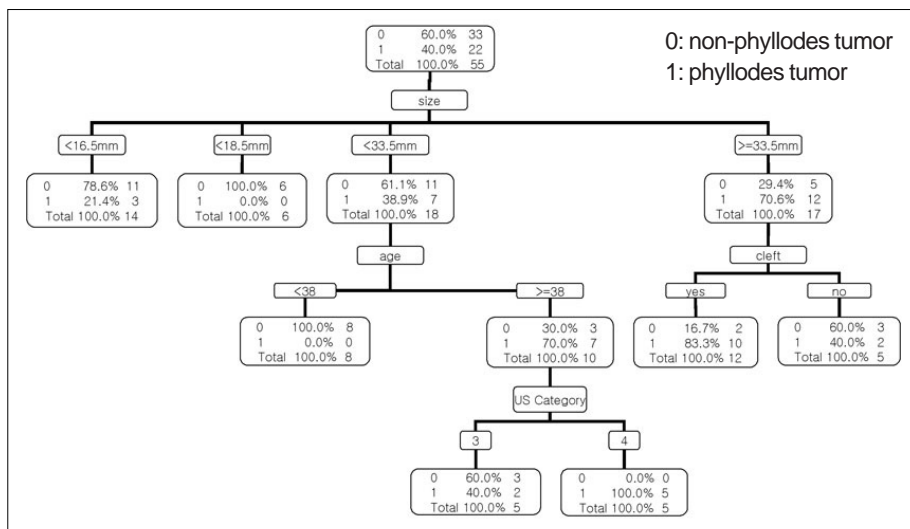 0 60.0% 33
1 40.0% 22
Total 100.0% 55
0: non-phyllodes tumor
1: phyllodes tumor
size
<16.5mm
<18.5mm
<33.5mm
>=33.5mm
0 78.6% 11
1 21.4% 3
Total 100.0% 14
0 100.0% 6
1 0.0% 0
Total 100.0% 6
0 61.1% 11
1 38.9% 7
Total 100.0% 18
0 29.4% 5
1 70.6% 12
Total 100.0% 17
age
cleft
<38
>=38
yes
no
0 100.0% 8
1 0.0% 0
Total 100.0% 8
0 30.0% 3
1 70.0% 7
Total 100.0% 10
0 16.7% 2
1 83.3% 10
Total 100.0% 12
0 60.0% 3
1 40.0% 2
Total 100.0% 5
US Category
3
4
0 60.0% 3
1 40.0% 2
Total 100.0% 5
0 0.0% 0
1 100.0% 5
Total 100.0% 5